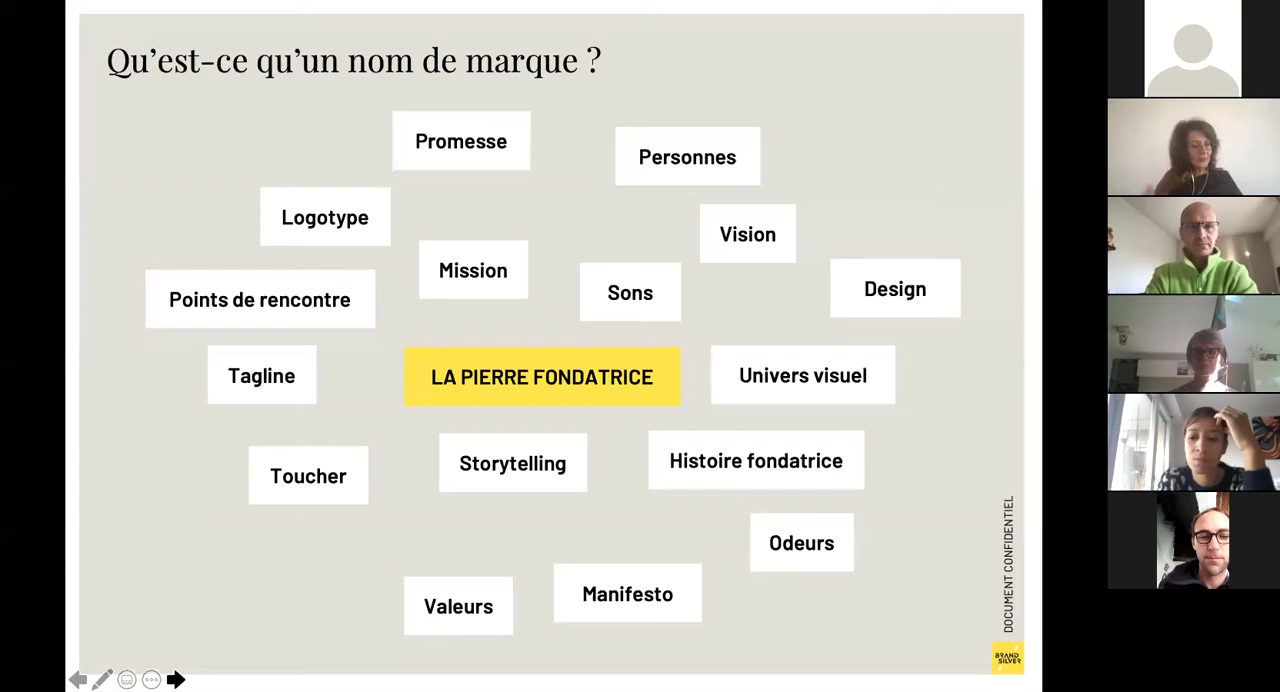 Qu’est-ce qu’un nom de marque ?
Promesse
Personnes
Logotype
Vision
Mission
Sons
Design
Points de rencontre
Tagline
LA PIERRE FONDATRICE
Univers visuel
Toucher
Storytelling
Histoire fondatrice
Odeurs
Valeurs
Manifesto
DOCUMENT CONFIDENTIEL
BRAND
SILVER